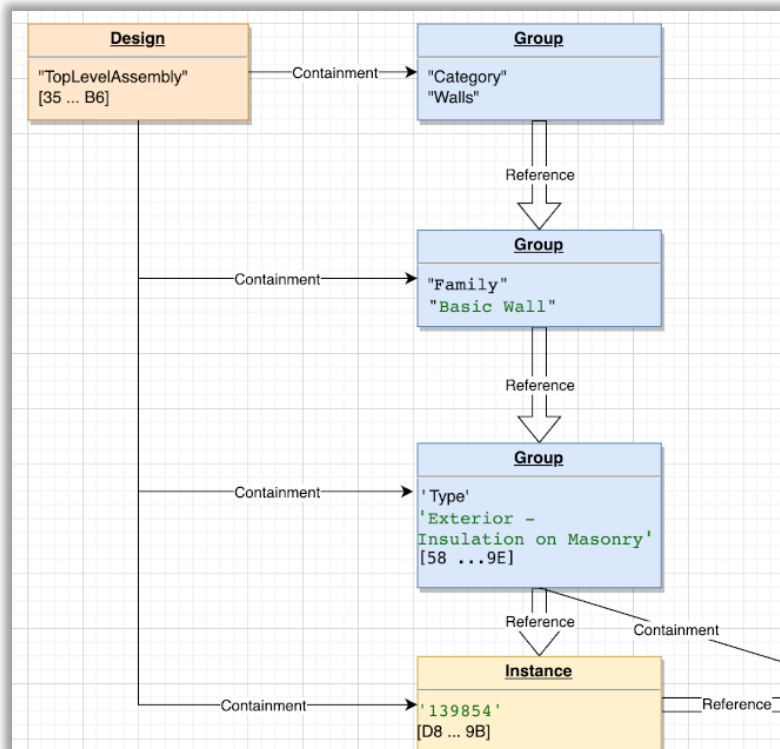 Design
"TopLevelAssembly"
[35 ... B6]
Containment
Group
"Category"
"Walls"
Reference
Containment
Group
"Family"
"Basic Wall"
Reference
Containment
Group
'Type'
'Exterior -
Insulation on Masonry'
[58 ...9E]
Reference
Containment
Containment
Instance
'139854'
[D8 ... 9B]
Reference